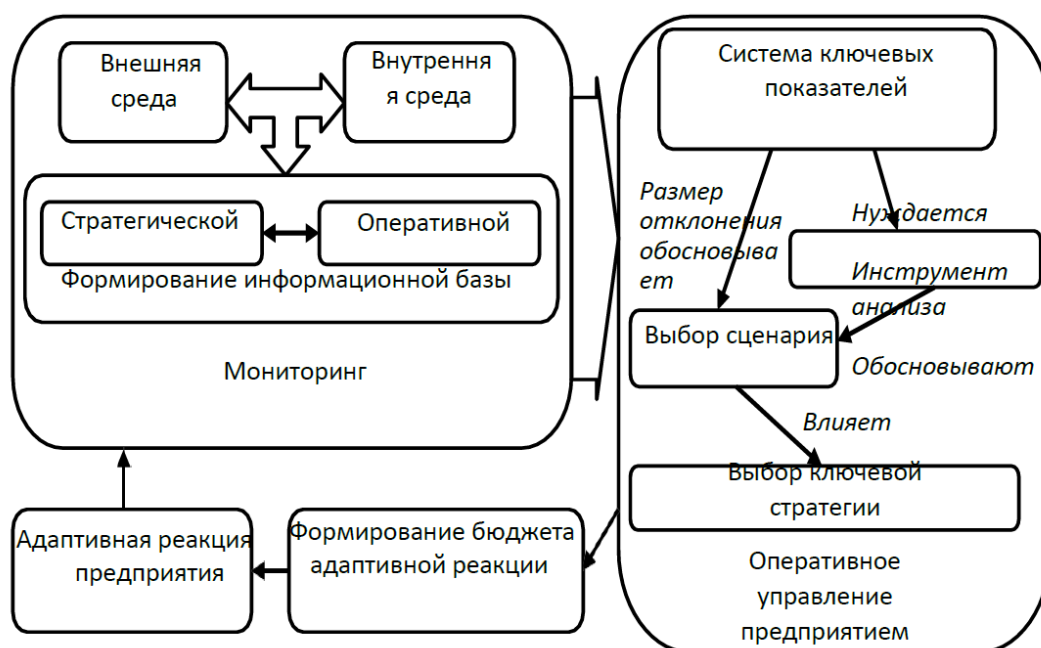 Внешняя
среда
Внутрення
я среда
Стратегической
Оперативной
Формирование информационной базы
Мониторинг
Система ключевых
показателей
Размер
отклонения
обосновыва
ет
Нуждается
Инструмент
анализа
Выбор сценария
Обосновывают
Влияет
Выбор ключевой
стратегии
Оперативное
управление
предприятием
Адаптивная реакция
предприятия
Формирование бюджета
адаптивной реакции